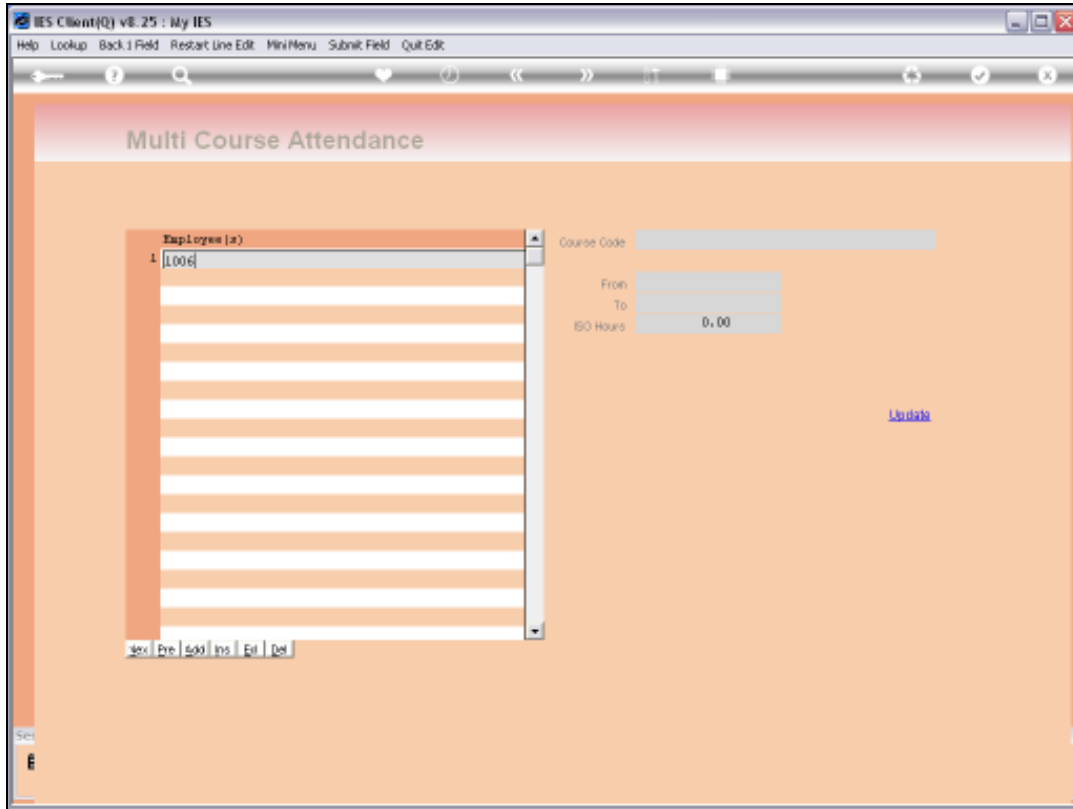 IES Client(Q) v8.25 : My IES
Help Lookup Back 1 Field Restart Line Edit MiniMenu Submit Field Quit Edit
Multi Course Attendance
Employee(s)
1 1006
Course Code
From
To
ISO Hours 0.00
Update
Nex Pre Add Ins Del
Ses